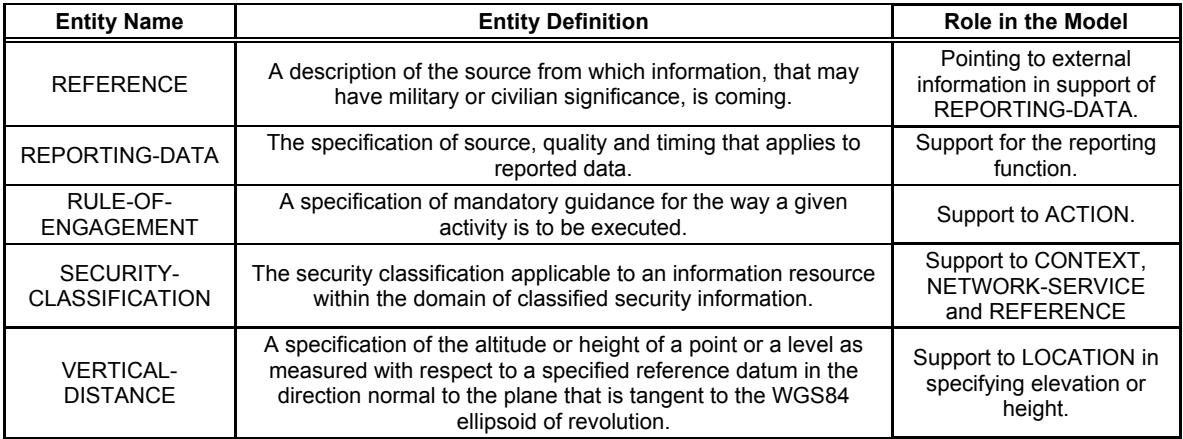 Entity Name Entity Definition Role in the Model
REFERENCE
A description of the source from which information, that may
have military or civilian significance, is coming.
Pointing to external
information in support of
REPORTING-DATA.
REPORTING-DATA
The specification of source, quality and timing that applies to
reported data.
Support for the reporting
function.
RULE-OF-
ENGAGEMENT
A specification of mandatory guidance for the way a given
activity is to be executed.
Support to ACTION.
SECURITY-
CLASSIFICATION
The security classification applicable to an information resource
within the domain of classified security information.
Support to CONTEXT,
NETWORK-SERVICE
and REFERENCE
VERTICAL-
DISTANCE
A specification of the altitude or height of a point or a level as
measured with respect to a specified reference datum in the
direction normal to the plane that is tangent to the WGS84
ellipsoid of revolution.
Support to LOCATION in
specifying elevation or
height.